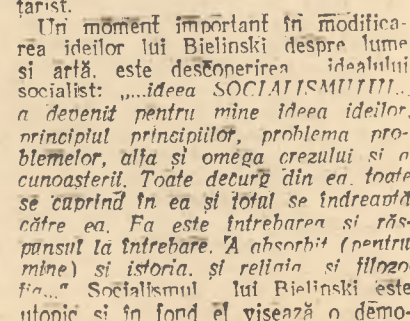 tarist.
Un moment important în modifica-
rea ideilor lui Bielinski despre lume
și artă, este descoperirea idealului
socialist: „...ideea SOCIALISMULUI...
a devenit pentru mine ideea ideilor,
principiul principiilor, problema pro-
blemelor, alfa și omega crezului și a
cunoașterii. Toate decurg din ea, toate
se cuprind în ea și totul se îndreaptă
către ea. Ea este întrebarea și răs-
punsul la întrebare. A absorbit (pentru
mine) și istoria, și religia și filozo-
fia..." Socialismul lui Bielinski este
utopic și în fond el visează o demo-